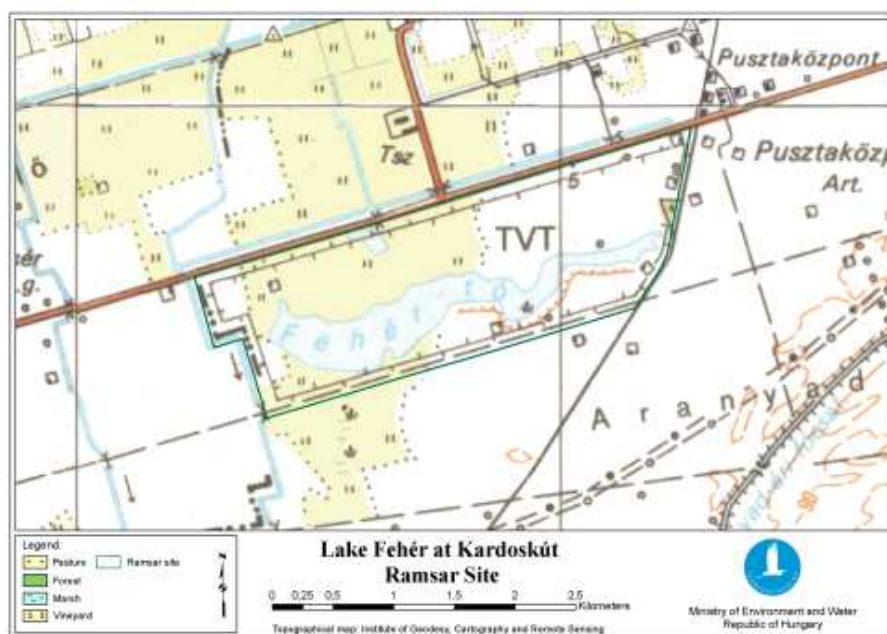 Pusztaközpont
Ő
Tsz
5
Art.
TVT
Fehér-tó
Aranyad
90
Legend:
Pasture
Ramsar site
Forest
Marsh
Vineyard
N
Lake Fehér at Kardoskút
Ramsar Site
0 0,25 0,5 1 1,5 2 2,5
Kilometers
Topographical map: Institute of Geodesy, Cartography and Remote Sensing
Ministry of Environment and Water
Republic of Hungary